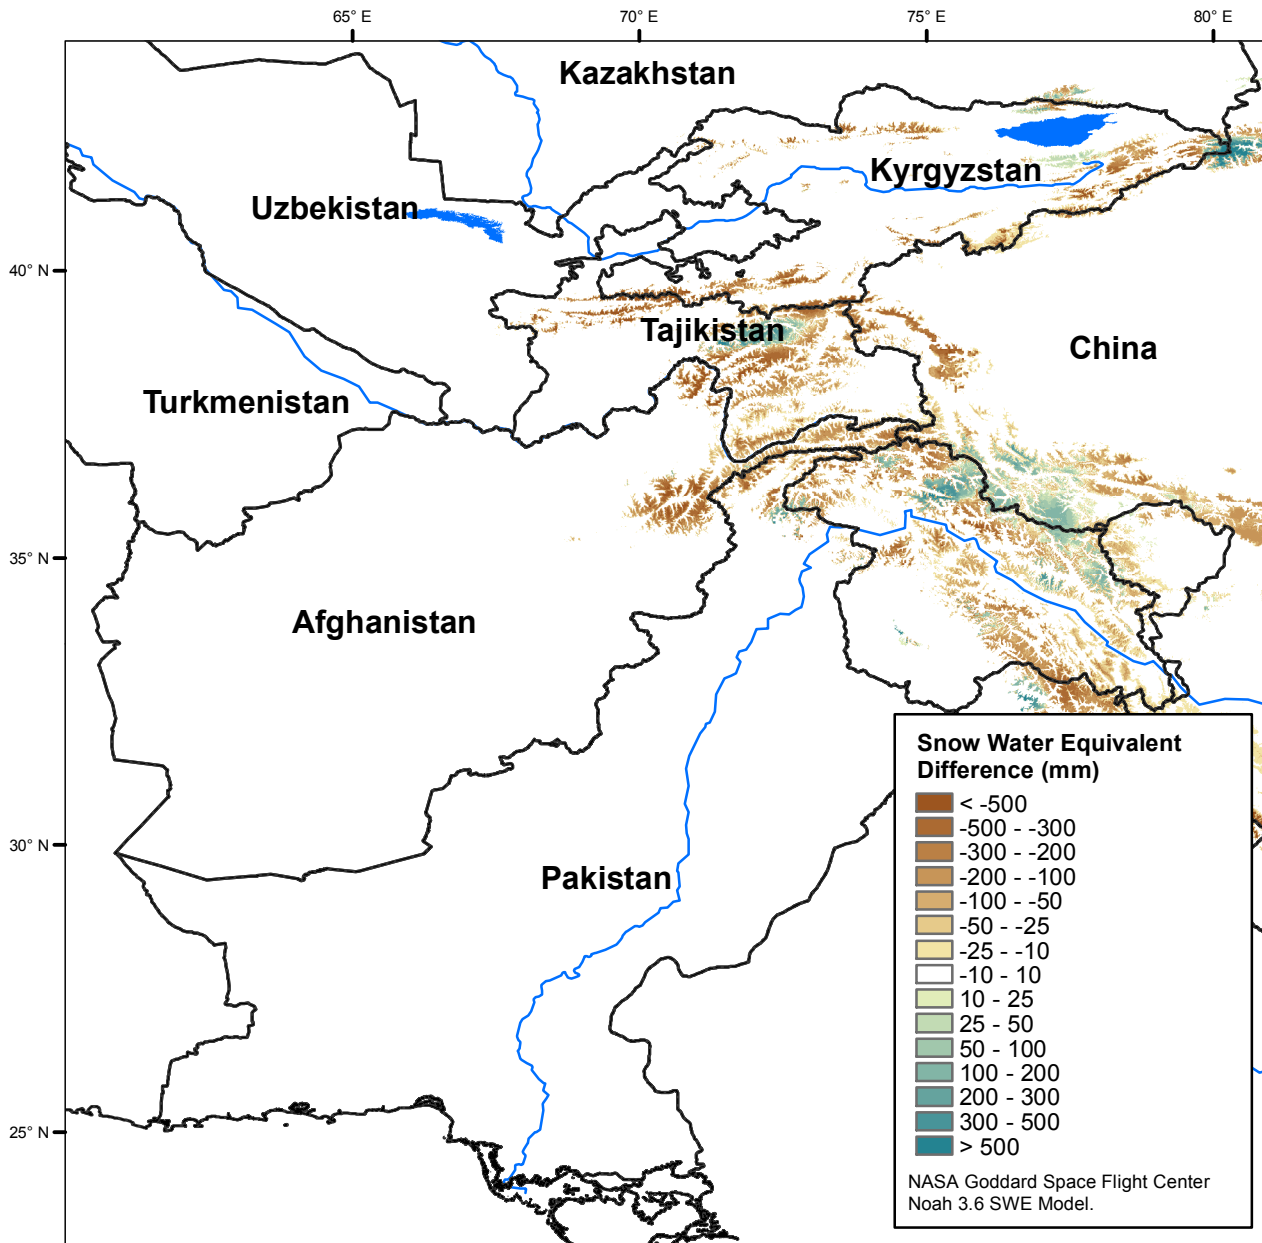 65° E
70° E
75° E
80° E
Kazakhstan
Kyrgyzstan
Uzbekistan
40° N
Tajikistan
China
Turkmenistan
35° N
Afghanistan
30° N
Pakistan
25° N
Snow Water Equivalent
Difference (mm)
< -500
-500 - -300
-300 - -200
-200 - -100
-100 - -50
-50 - -25
-25 - -10
-10 - 10
10 - 25
25 - 50
50 - 100
100 - 200
200 - 300
300 - 500
> 500
NASA Goddard Space Flight Center
Noah 3.6 SWE Model.